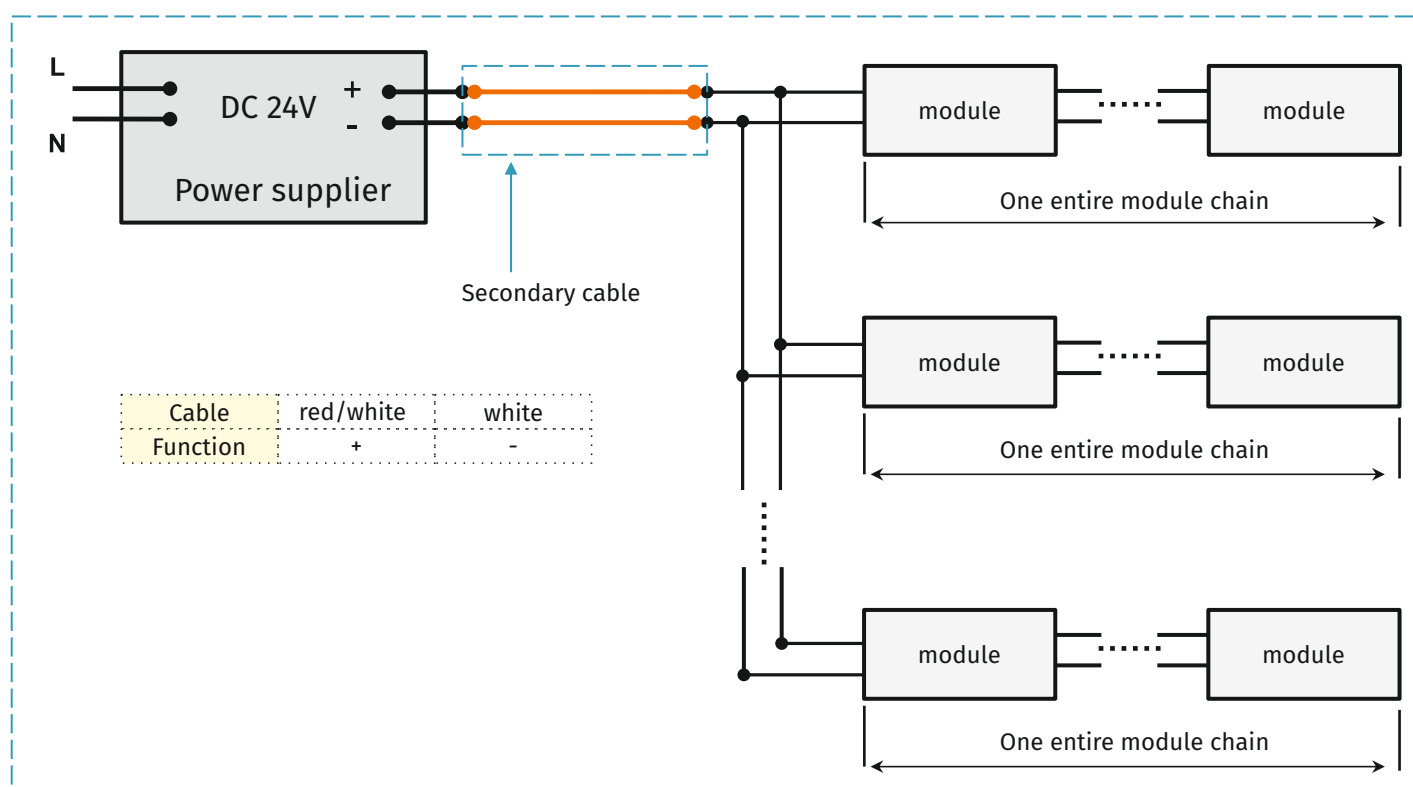 L
N
DC 24V
+
-
Power supplier
Secondary cable
module
module
One entire module chain
Cable red/white white
Function + -
module
module
One entire module chain
module
module
One entire module chain